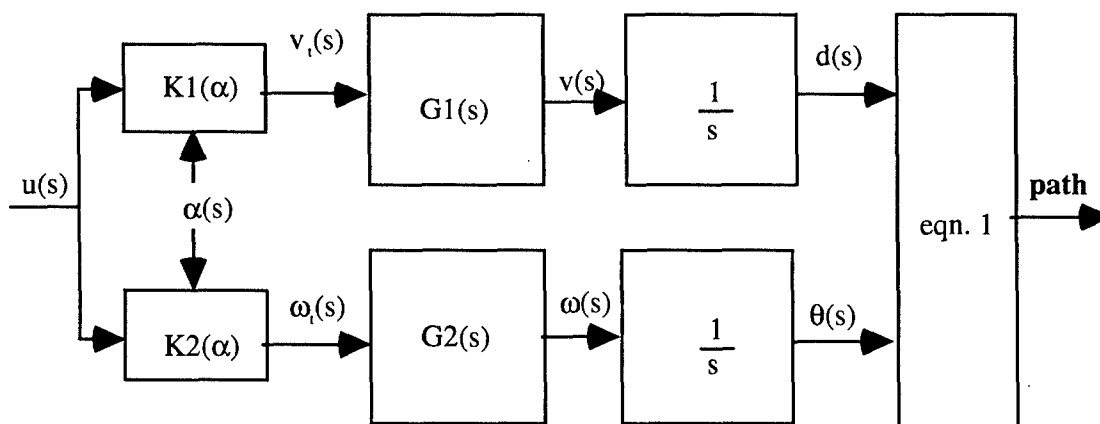 u(s)
K1(α)
v_t(s)
G1(s)
v(s)
1
s
d(s)
α(s)
K2(α)
ω_t(s)
G2(s)
ω(s)
1
s
θ(s)
eqn. 1
path